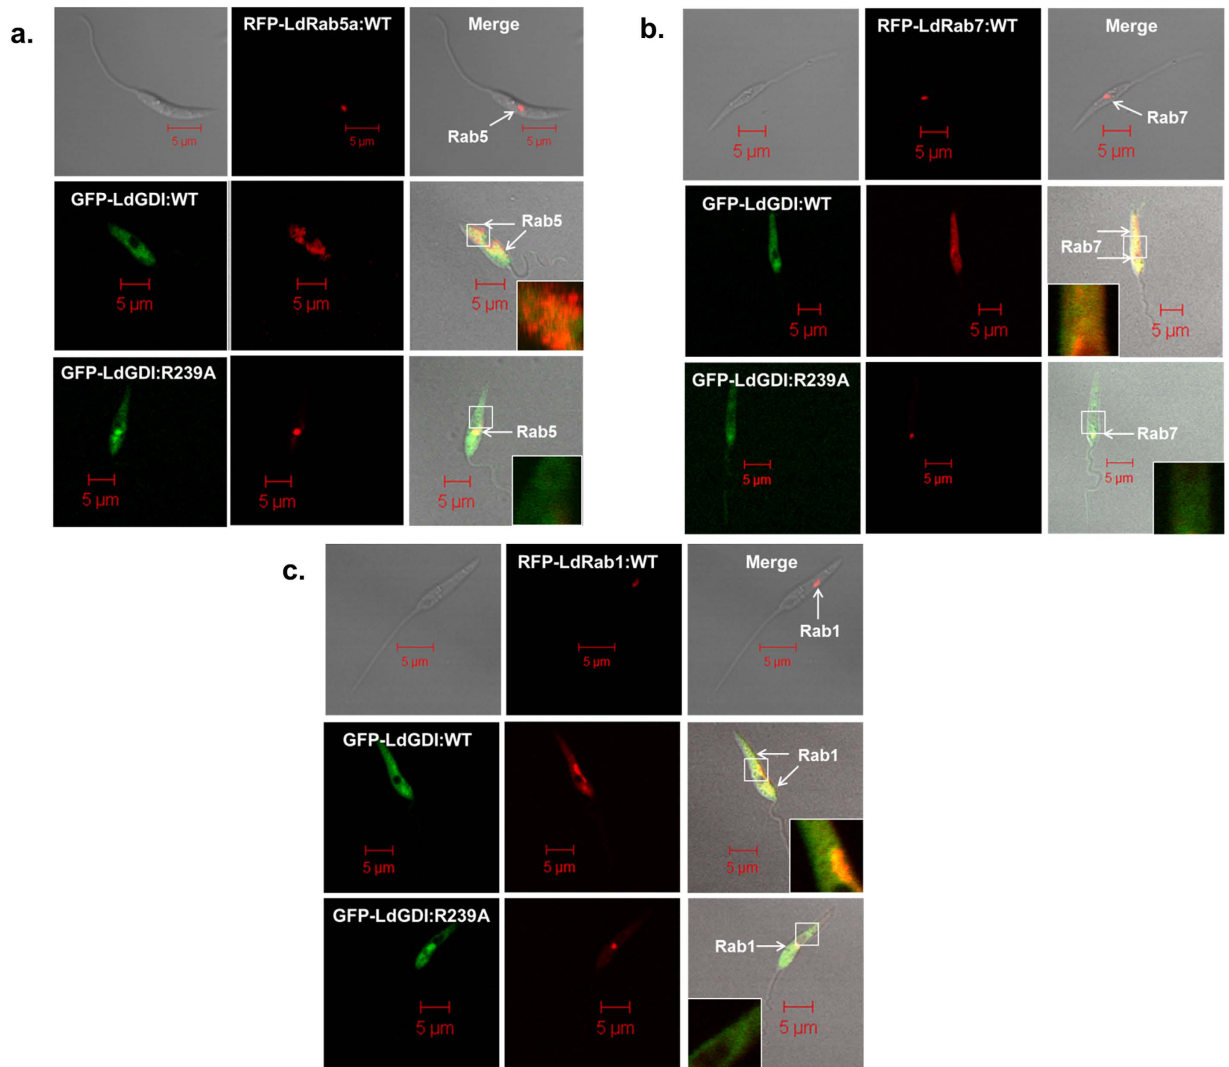 a.
RFP-LdRab5a:WT
Merge
Rab5
5 µm
5 µm
5 µm
GFP-LdGDI:WT
Rab5
5 µm
5 µm
5 µm
GFP-LdGDI:R239A
Rab5
5 µm
5 µm
5 µm
b.
RFP-LdRab7:WT
Merge
Rab7
5 µm
5 µm
5 µm
GFP-LdGDI:WT
Rab7
5 µm
5 µm
5 µm
GFP-LdGDI:R239A
Rab7
5 µm
5 µm
5 µm
c.
RFP-LdRab1:WT
Merge
Rab1
5 µm
5 µm
5 µm
GFP-LdGDI:WT
Rab1
5 µm
5 µm
5 µm
GFP-LdGDI:R239A
Rab1
5 µm
5 µm
5 µm